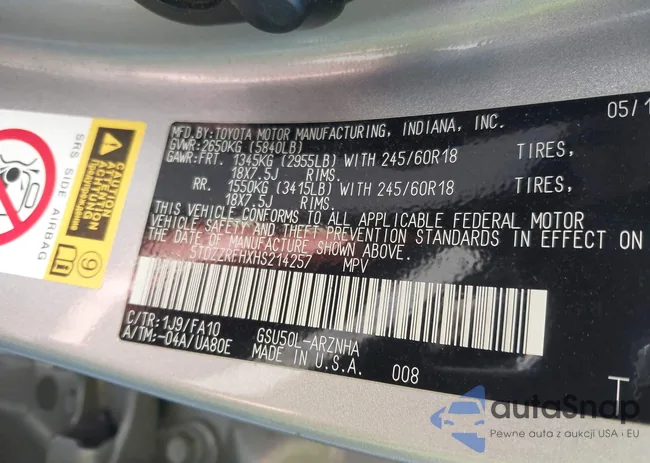 MFD. BY: TOYOTA MOTOR MANUFACTURING, INDIANA, INC. 05/1
GVWR: 2650KG (5840LB)
GAWR: FRT. 1345KG (2955LB) WITH 245/60R18 TIRES,
18X7.5J RIMS.
RR. 1550KG (3415LB) WITH 245/60R18 TIRES,
18X7.5J RIMS.
THIS VEHICLE CONFORMS TO ALL APPLICABLE FEDERAL MOTOR
VEHICLE SAFETY AND THEFT PREVENTION STANDARDS IN EFFECT ON
THE DATE OF MANUFACTURE SHOWN ABOVE.
5TDZZRFHXHS214257 MPV
C/TR: 1J9/FA10 GSU50L-ARZNHA
A/TM: -04A/UA80E MADE IN U.S.A. 008
T
SRS SIDE AIRBAG
CAUTION
ATTENTION
ACHTUNG
9
autoSnap
Pewne auta z aukcji USA i EU